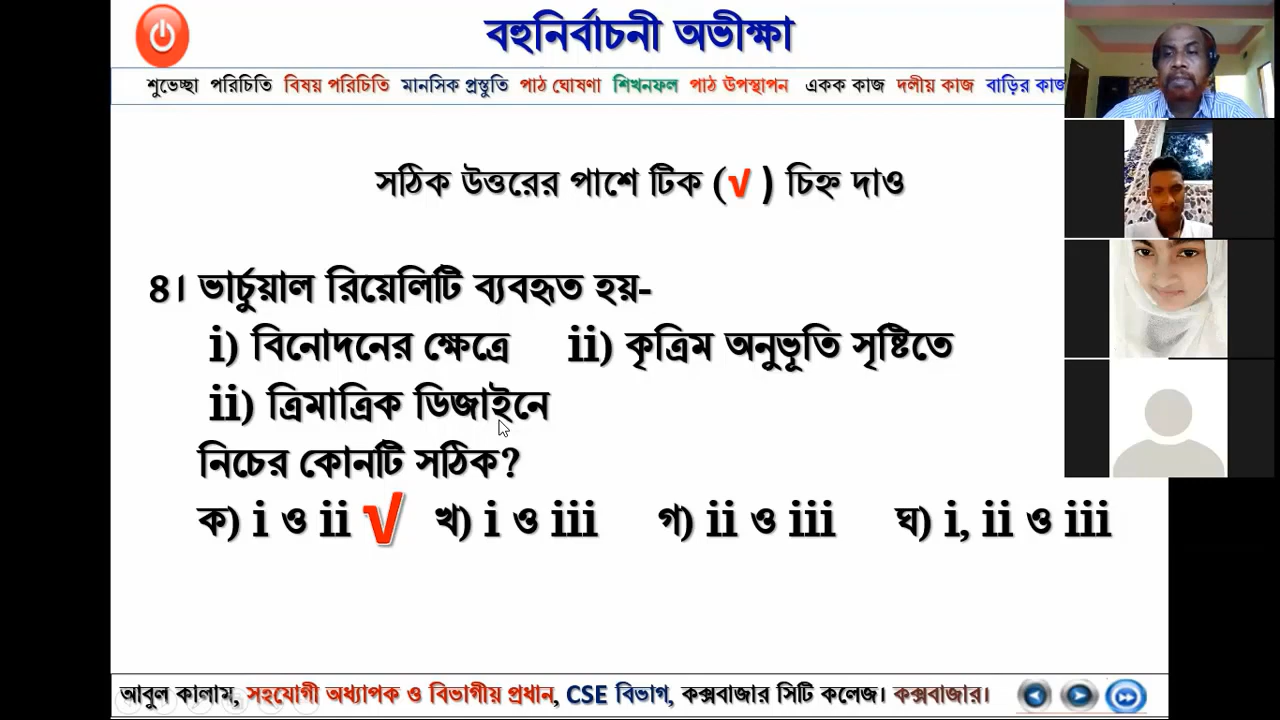 বহুনির্বাচনী অভীক্ষা
শুভেচ্ছা পরিচিতি বিষয় পরিচিতি মানসিক প্রস্তুতি পাঠ ঘোষণা শিখনফল পাঠ উপস্থাপন একক কাজ দলীয় কাজ বাড়ির কাজ
সঠিক উত্তরের পাশে টিক (√ ) চিহ্ন দাও
৪। ভার্চুয়াল রিয়েলিটি ব্যবহৃত হয়-
i) বিনোদনের ক্ষেত্রে ii) কৃত্রিম অনুভূতি সৃষ্টিতে
ii) ত্রিমাত্রিক ডিজাইনে
নিচের কোনটি সঠিক?
ক) i ও ii √ খ) i ও iii গ) ii ও iii ঘ) i, ii ও iii
আবুল কালাম, সহযোগী অধ্যাপক ও বিভাগীয় প্রধান, CSE বিভাগ, কক্সবাজার সিটি কলেজ। কক্সবাজার।